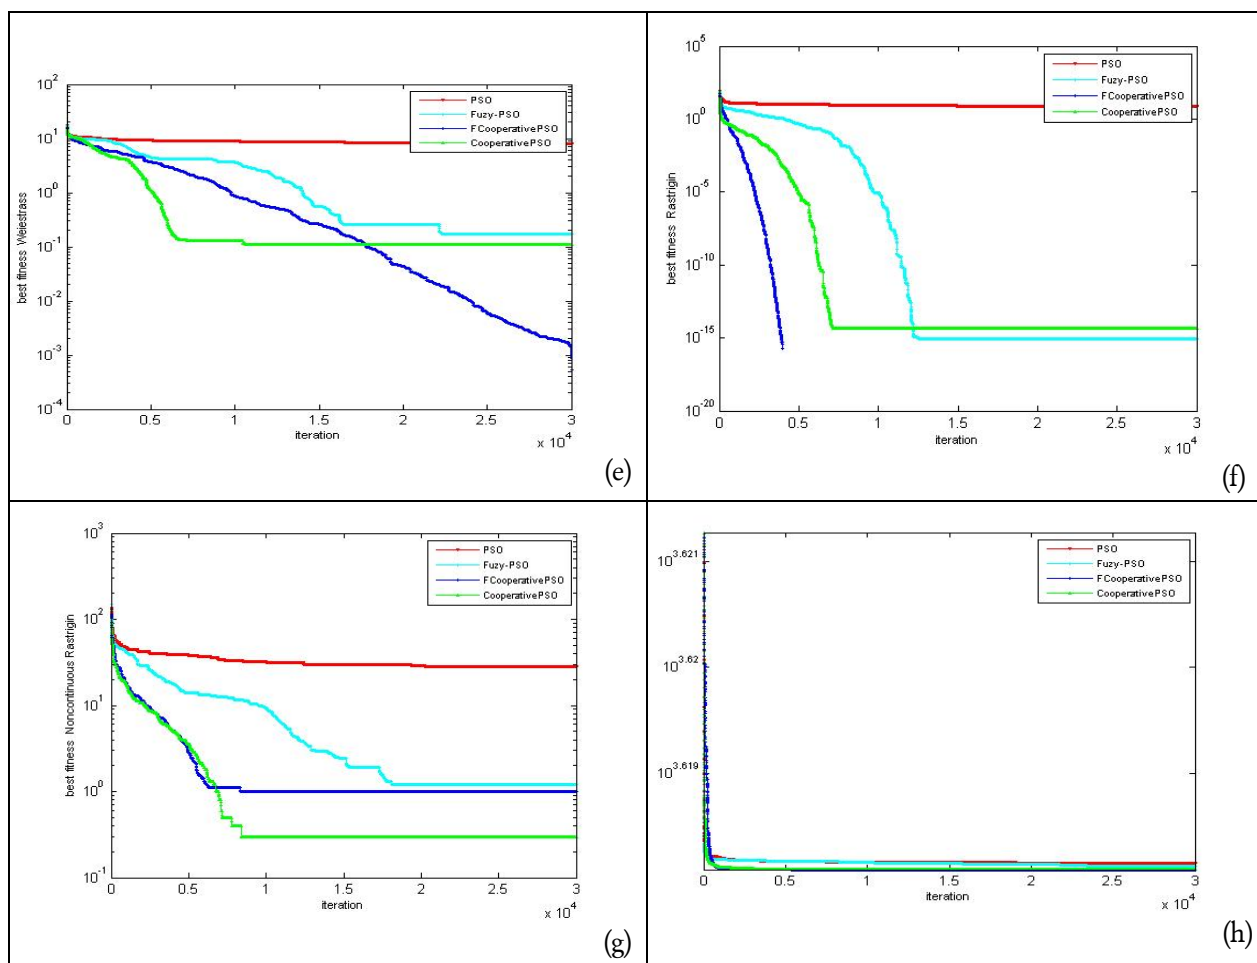 10^2
10^1
10^0
10^-1
10^-2
10^-3
10^-4
best fitness Weiestrass
PSO
Fuzy-PSO
FCooperativePSO
CooperativePSO
0 0.5 1 1.5 2 2.5 3
iteration
x 10^4
(e)
10^5
10^0
10^-5
10^-10
10^-15
10^-20
best fitness Rastrigin
PSO
Fuzy-PSO
FCooperativePSO
CooperativePSO
0 0.5 1 1.5 2 2.5 3
iteration
x 10^4
(f)
10^3
10^2
10^1
10^0
10^-1
best fitness Noncontinuous Rastrigin
PSO
Fuzy-PSO
FCooperativePSO
CooperativePSO
0 0.5 1 1.5 2 2.5 3
iteration
x 10^4
(g)
10^3.621
10^3.62
10^3.619
PSO
Fuzy-PSO
FCooperativePSO
CooperativePSO
0 0.5 1 1.5 2 2.5 3
iteration
x 10^4
(h)